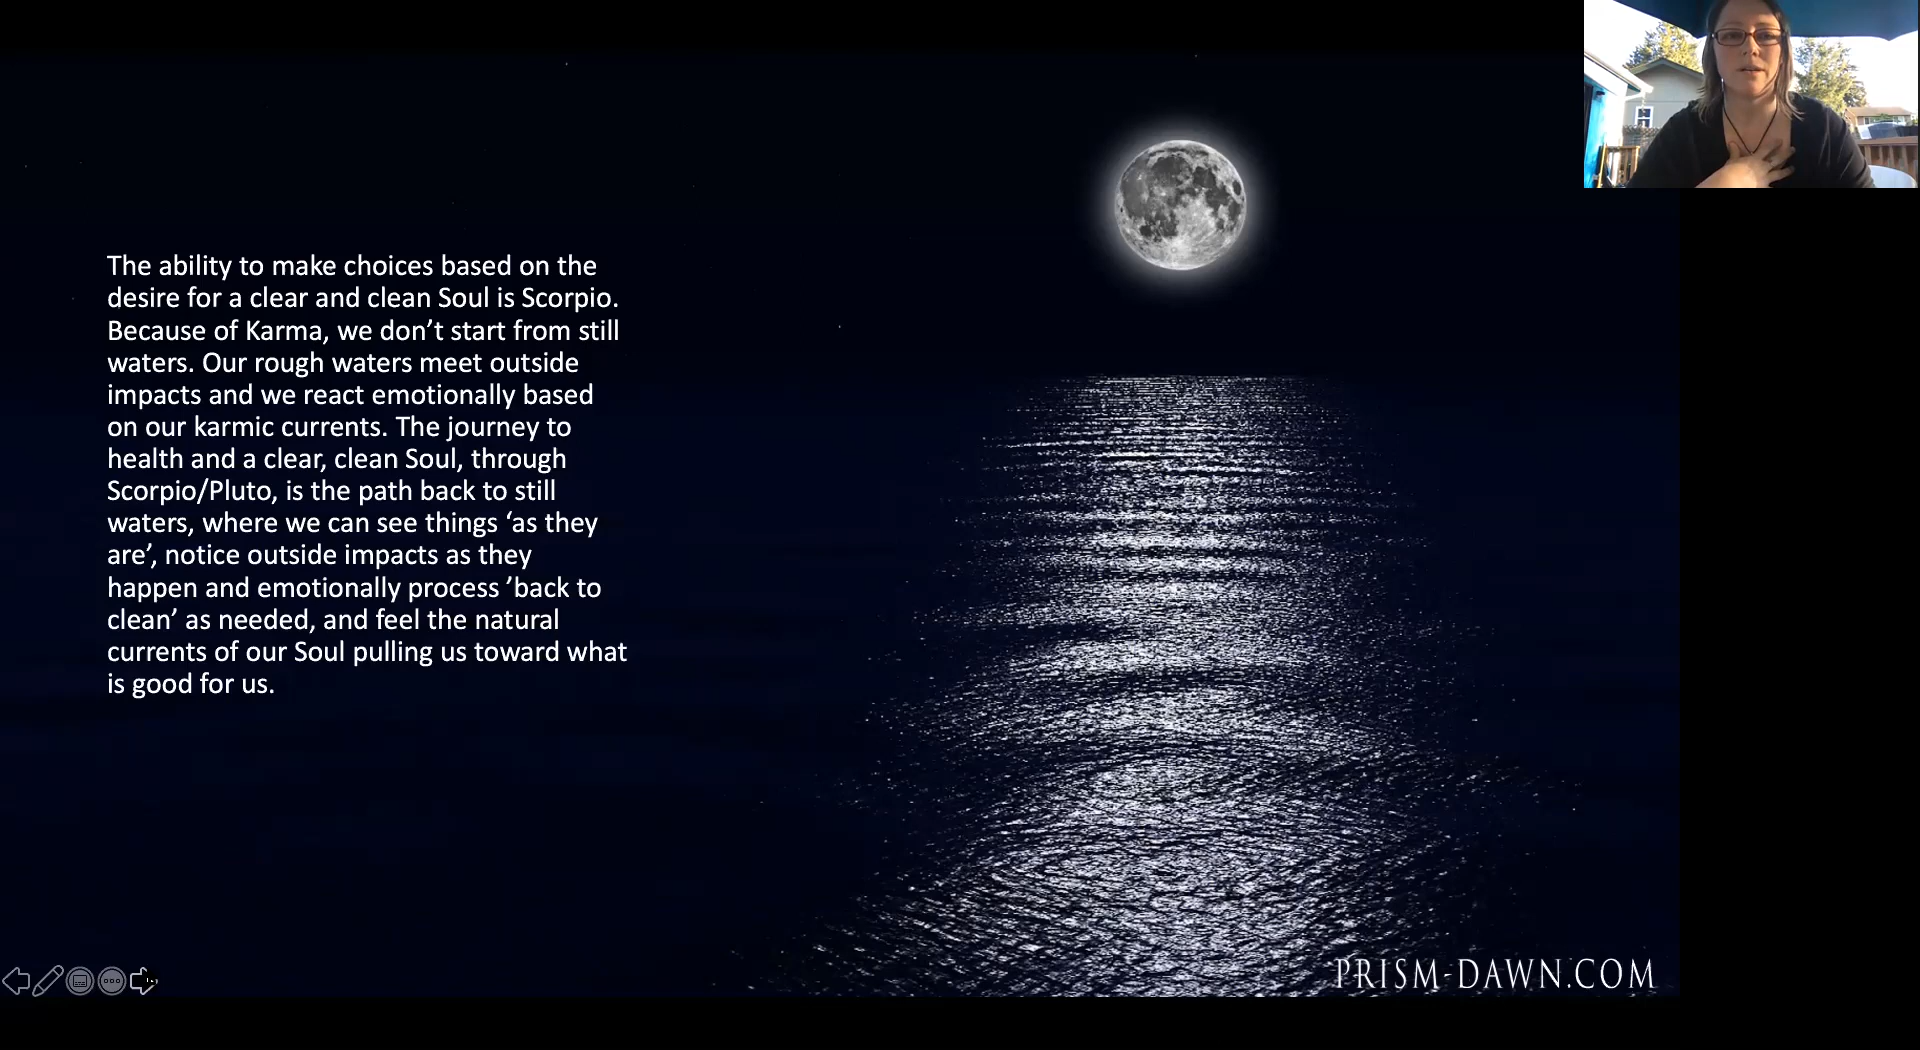 The ability to make choices based on the
desire for a clear and clean Soul is Scorpio.
Because of Karma, we don’t start from still
waters. Our rough waters meet outside
impacts and we react emotionally based
on our karmic currents. The journey to
health and a clear, clean Soul, through
Scorpio/Pluto, is the path back to still
waters, where we can see things ‘as they
are’, notice outside impacts as they
happen and emotionally process ’back to
clean’ as needed, and feel the natural
currents of our Soul pulling us toward what
is good for us.
PRISM-DAWN.COM